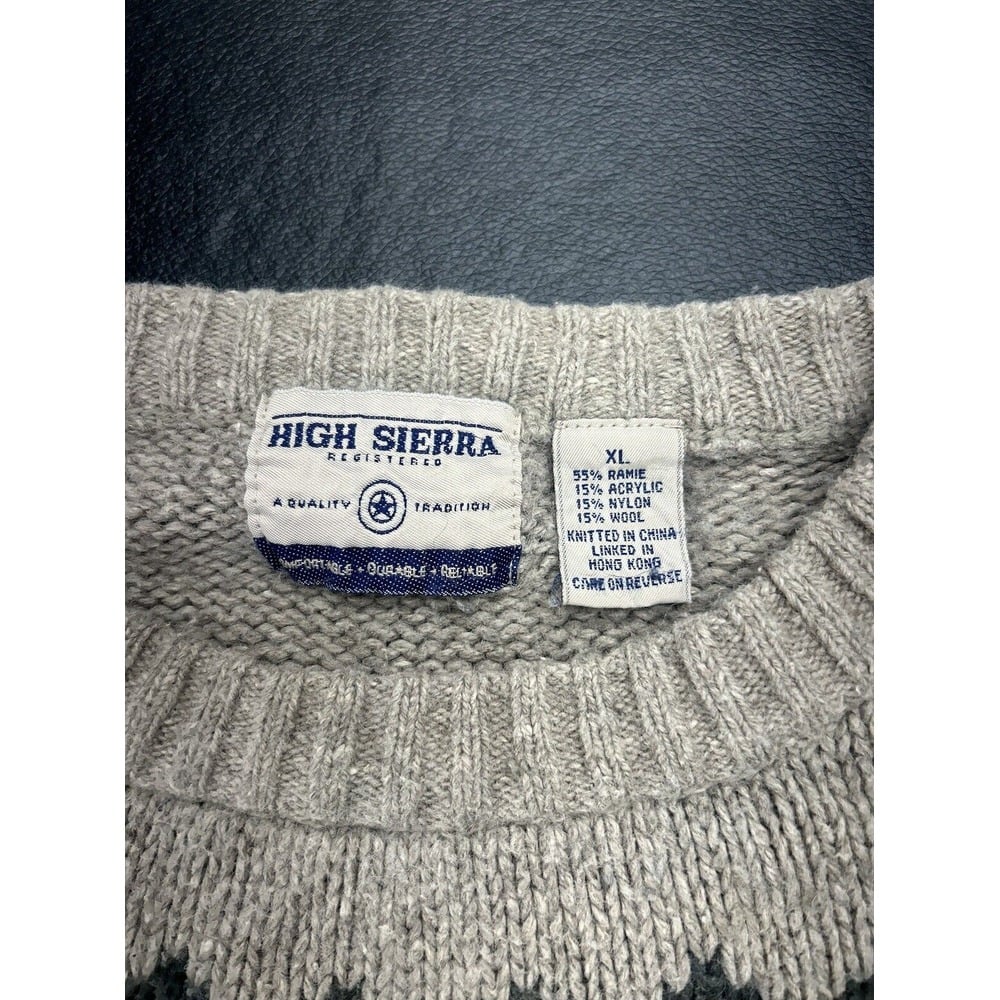 HIGH SIERRA
REGISTERED
A QUALITY TRADITION
COMFORTABLE • DURABLE • RELIABLE
XL
55% RAMIE
15% ACRYLIC
15% NYLON
15% WOOL
KNITTED IN CHINA
LINKED IN
HONG KONG
CARE ON REVERSE